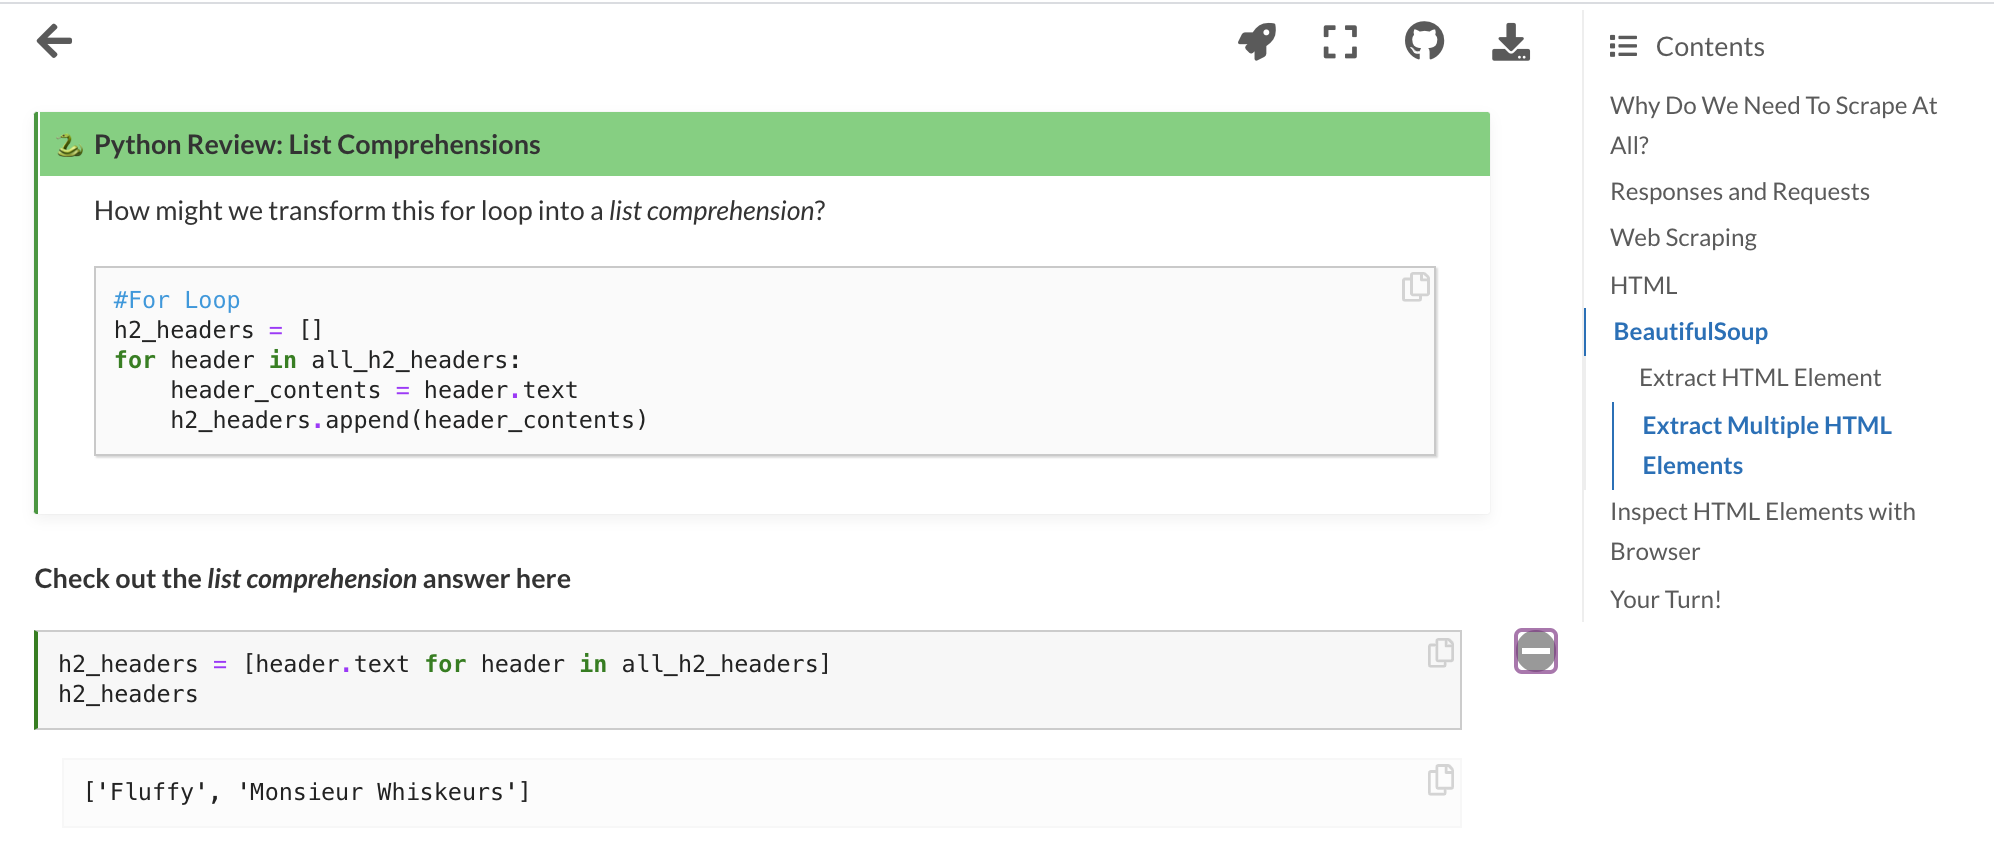 Python Review: List Comprehensions
How might we transform this for loop into a list comprehension?
#For Loop
h2_headers = []
for header in all_h2_headers:
    header_contents = header.text
    h2_headers.append(header_contents)
Check out the list comprehension answer here
h2_headers = [header.text for header in all_h2_headers]
h2_headers
['Fluffy', 'Monsieur Whiskeurs']
Contents
Why Do We Need To Scrape At
All?
Responses and Requests
Web Scraping
HTML
BeautifulSoup
Extract HTML Element
Extract Multiple HTML
Elements
Inspect HTML Elements with
Browser
Your Turn!